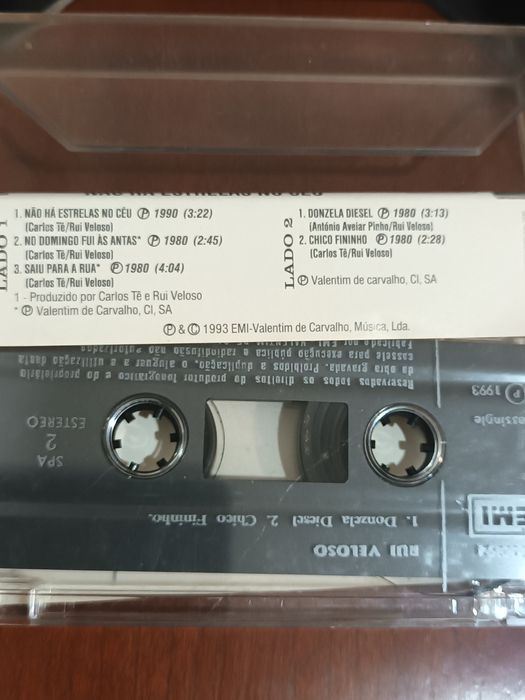 NÃO HÁ ESTRELAS NO CÉU
LADO 1
1. NÃO HÁ ESTRELAS NO CÉU Ⓟ 1990 (3:22)
(Carlos Tê/Rui Veloso)
2. NO DOMINGO FUI ÀS ANTAS* Ⓟ 1980 (2:45)
(Carlos Tê/Rui Veloso)
3. SAIU PARA A RUA* Ⓟ 1980 (4:04)
(Carlos Tê/Rui Veloso)
1 - Produzido por Carlos Tê e Rui Veloso
* Ⓟ Valentim de Carvalho, CI, SA
LADO 2
1. DONZELA DIESEL Ⓟ 1980 (3:13)
(António Avelar Pinho/Rui Veloso)
2. CHICO FININHO Ⓟ 1980 (2:28)
(Carlos Tê/Rui Veloso)
Ⓟ Valentim de carvalho, CI, SA
Ⓟ & © 1993 EMI-Valentim de Carvalho, Música, Lda.
RUI VELOSO
1. Donzela Diesel 2. Chico Fininho.
EMI
SPA
2
ESTEREO
Ⓟ 1993
Reservados todos os direitos do produtor fonográfico e do proprietário
da obra gravada. Proibidos a duplicação, o aluguer e a utilização desta
cassete para execução pública e radiodifusão não autorizados
Fabricado por EMI